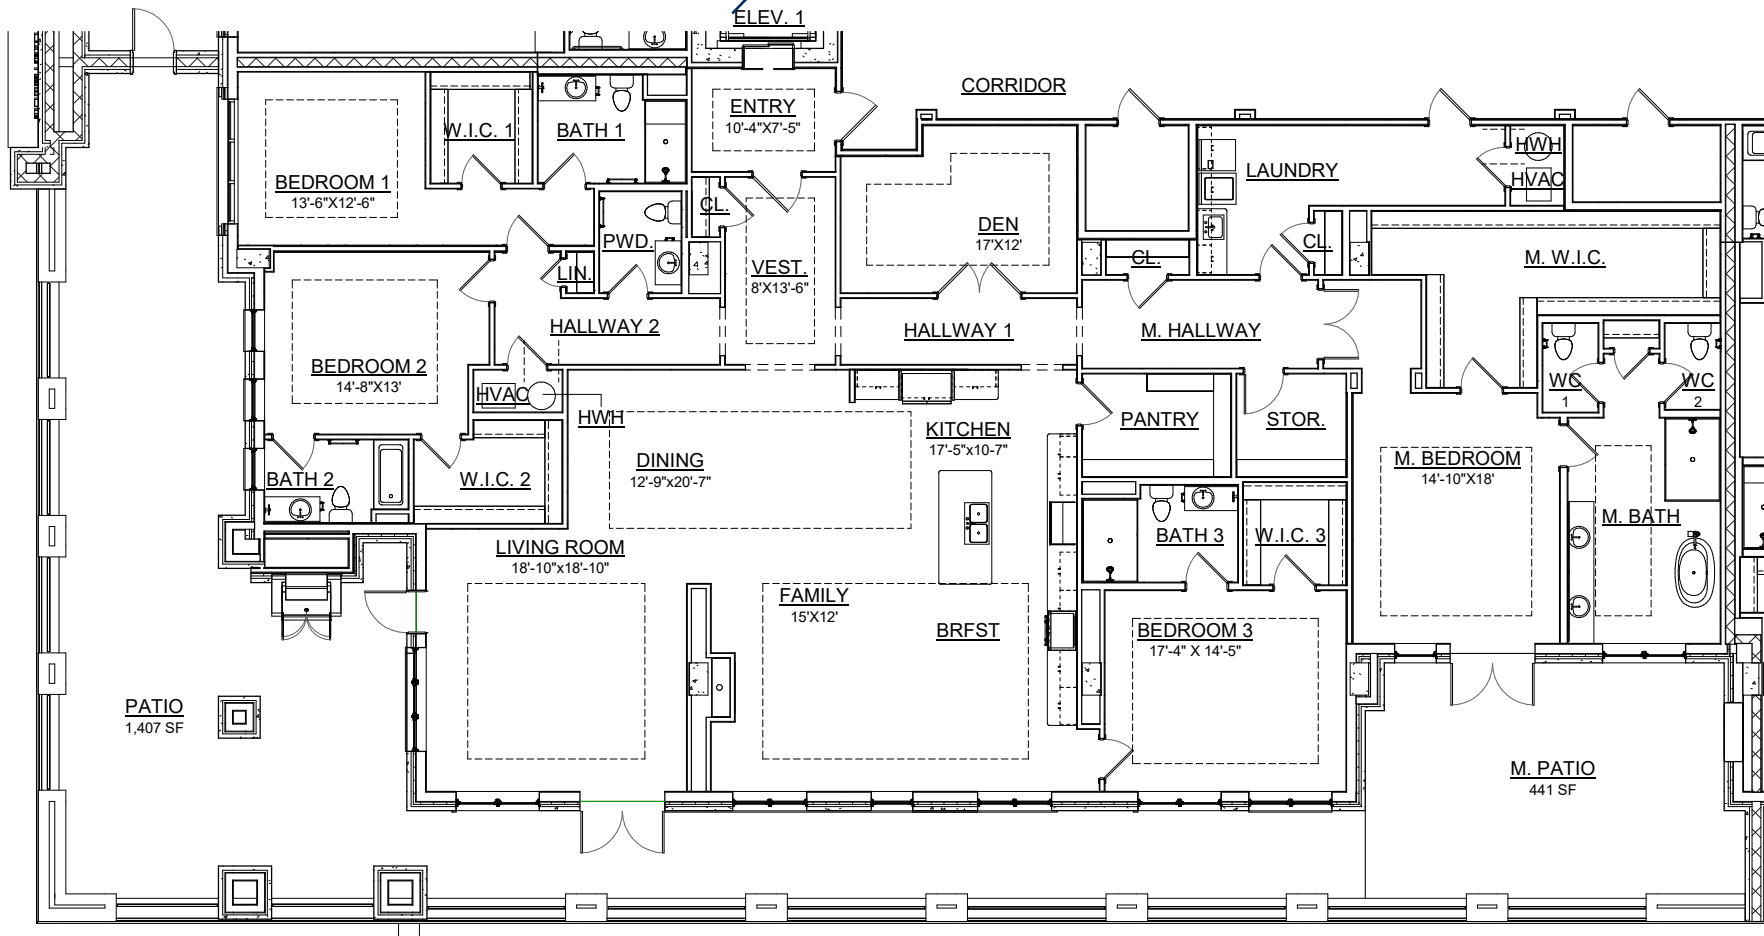 ELEV. 1
CORRIDOR
ENTRY
10'-4"X7'-5"
W.I.C. 1
BATH 1
BEDROOM 1
13'-6"X12'-6"
LAUNDRY
HWH
HVAC
CL.
PWD.
DEN
17'X12'
LIN.
VEST.
8'X13'-6"
CL.
CL.
M. W.I.C.
HALLWAY 2
HALLWAY 1
M. HALLWAY
BEDROOM 2
14'-8"X13'
HVAC
HWH
WC
1
WC
2
KITCHEN
17'-5"x10-7"
PANTRY
STOR.
DINING
12'-9"x20'-7"
M. BEDROOM
14'-10"X18'
BATH 2
W.I.C. 2
M. BATH
BATH 3
W.I.C. 3
LIVING ROOM
18'-10"x18'-10"
FAMILY
15'X12'
BRFST
BEDROOM 3
17'-4" X 14'-5"
PATIO
1,407 SF
M. PATIO
441 SF